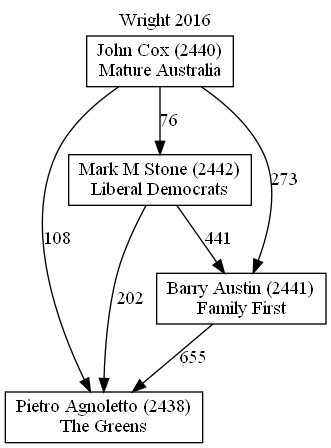 Wright 2016
John Cox (2440)
Mature Australia
76
Mark M Stone (2442)
Liberal Democrats
273
108
441
202
Barry Austin (2441)
Family First
655
Pietro Agnoletto (2438)
The Greens